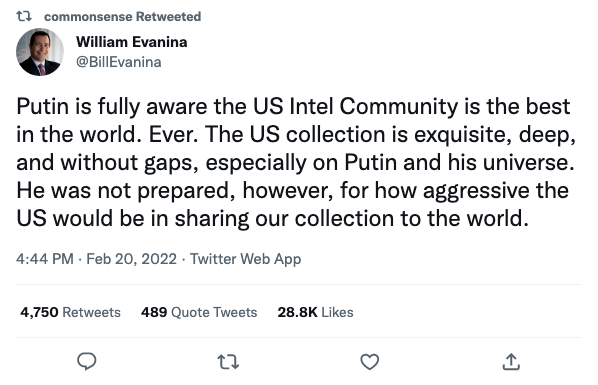 commonsense Retweeted
William Evanina
@BillEvanina
Putin is fully aware the US Intel Community is the best
in the world. Ever. The US collection is exquisite, deep,
and without gaps, especially on Putin and his universe.
He was not prepared, however, for how aggressive the
US would be in sharing our collection to the world.
4:44 PM · Feb 20, 2022 · Twitter Web App
4,750 Retweets 489 Quote Tweets 28.8K Likes